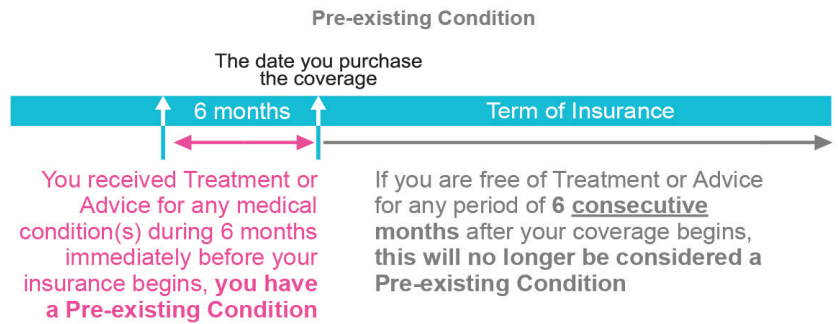 Pre-existing Condition
The date you purchase
the coverage
6 months
Term of Insurance
You received Treatment or
Advice for any medical
condition(s) during 6 months
immediately before your
insurance begins, you have
a Pre-existing Condition
If you are free of Treatment or Advice
for any period of 6 consecutive
months after your coverage begins,
this will no longer be considered a
Pre-existing Condition